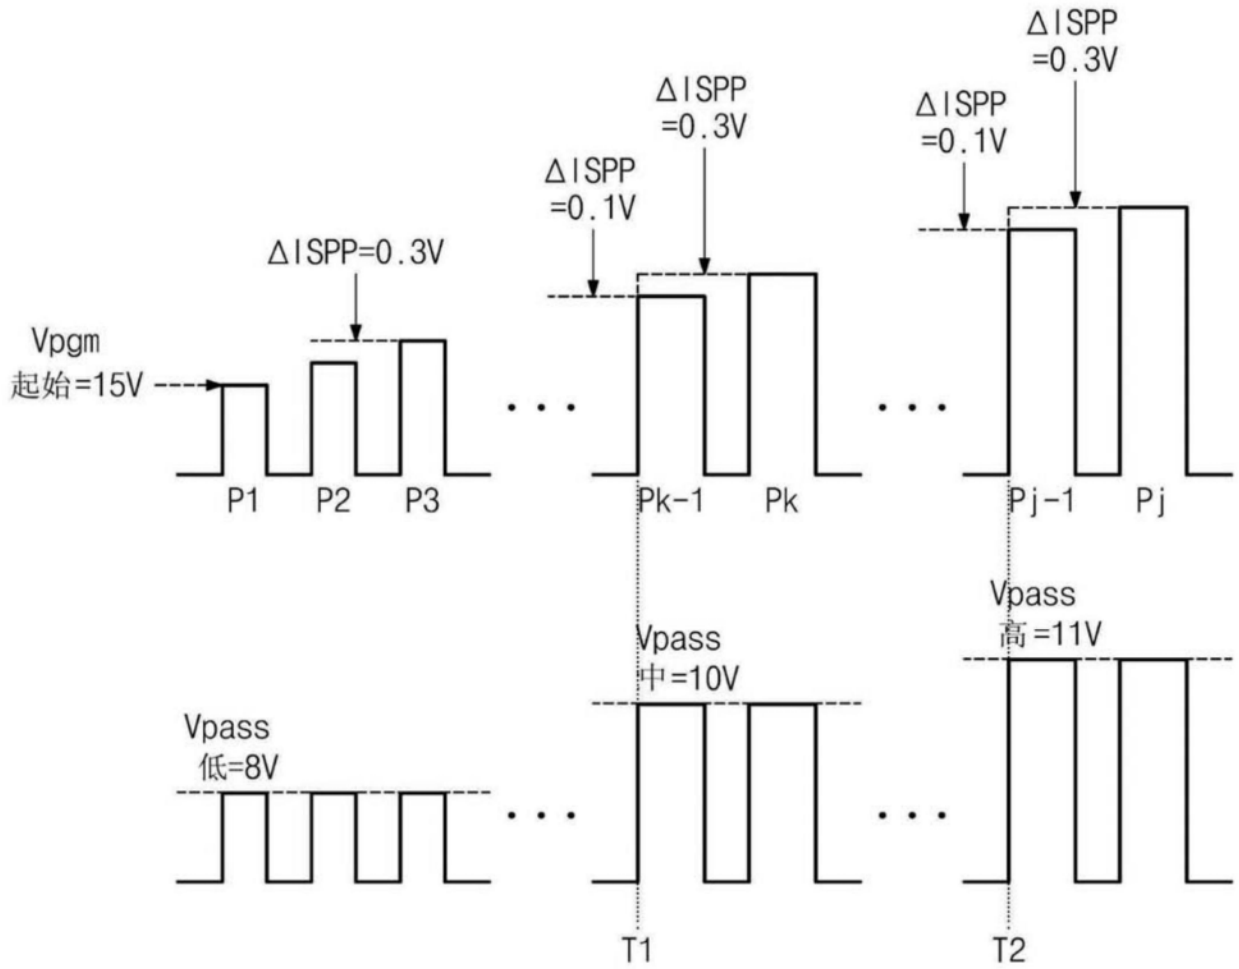 ΔISPP
=0.3V
ΔISPP
=0.3V
ΔISPP
=0.1V
ΔISPP
=0.1V
ΔISPP=0.3V
Vpgm
起始=15V
P1 P2 P3 Pk-1 Pk Pj-1 Pj
Vpass
高=11V
Vpass
中=10V
Vpass
低=8V
T1 T2